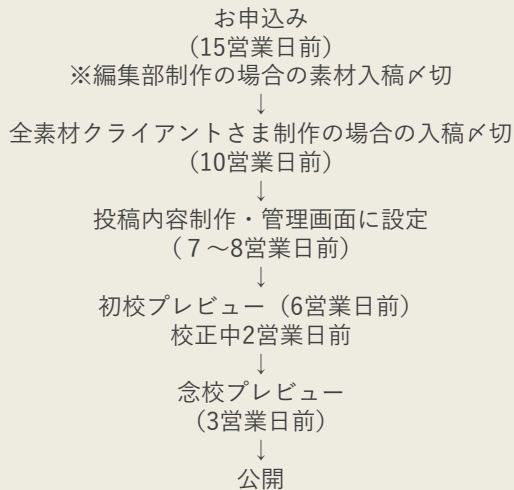 お申込み
（15営業日前）
※編集部制作の場合の素材入稿〆切
↓
全素材クライアントさま制作の場合の入稿〆切
（10営業日前）
↓
投稿内容制作・管理画面に設定
（７～8営業日前）
↓
初校プレビュー（6営業日前）
校正中2営業日前
↓
念校プレビュー
（3営業日前）
↓
公開